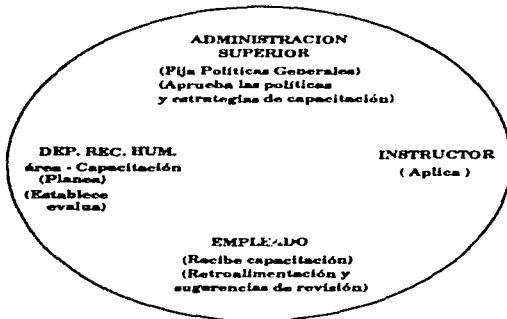 ADMINISTRACION
SUPERIOR
(Fija Políticas Generales)
(Aprueba las políticas
y estrategias de capacitación)
DEP. REC. HUM.
área - Capacitación
(Planea)
(Establece
evalua)
INSTRUCTOR
( Aplica )
EMPLEADO
(Recibe capacitación)
(Retroalimentación y
sugerencias de revisión)